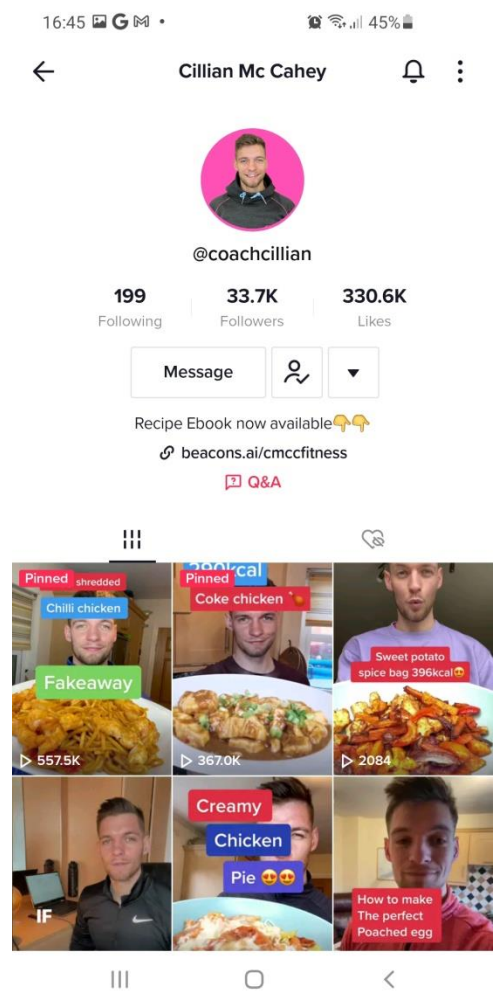 16:45 G M •
45%
Cillian Mc Cahey
@coachcillian
199
33.7K
330.6K
Following
Followers
Likes
Message
Recipe Ebook now available👇👇
beacons.ai/cmccfitness
Q&A
Pinned shredded
Chilli chicken
Fakeaway
557.5K
290kcal
Pinned
Coke chicken 🍗
367.0K
Sweet potato
spice bag 396kcal😍
2084
IF
Creamy
Chicken
Pie 😍😍
How to make
The perfect
Poached egg